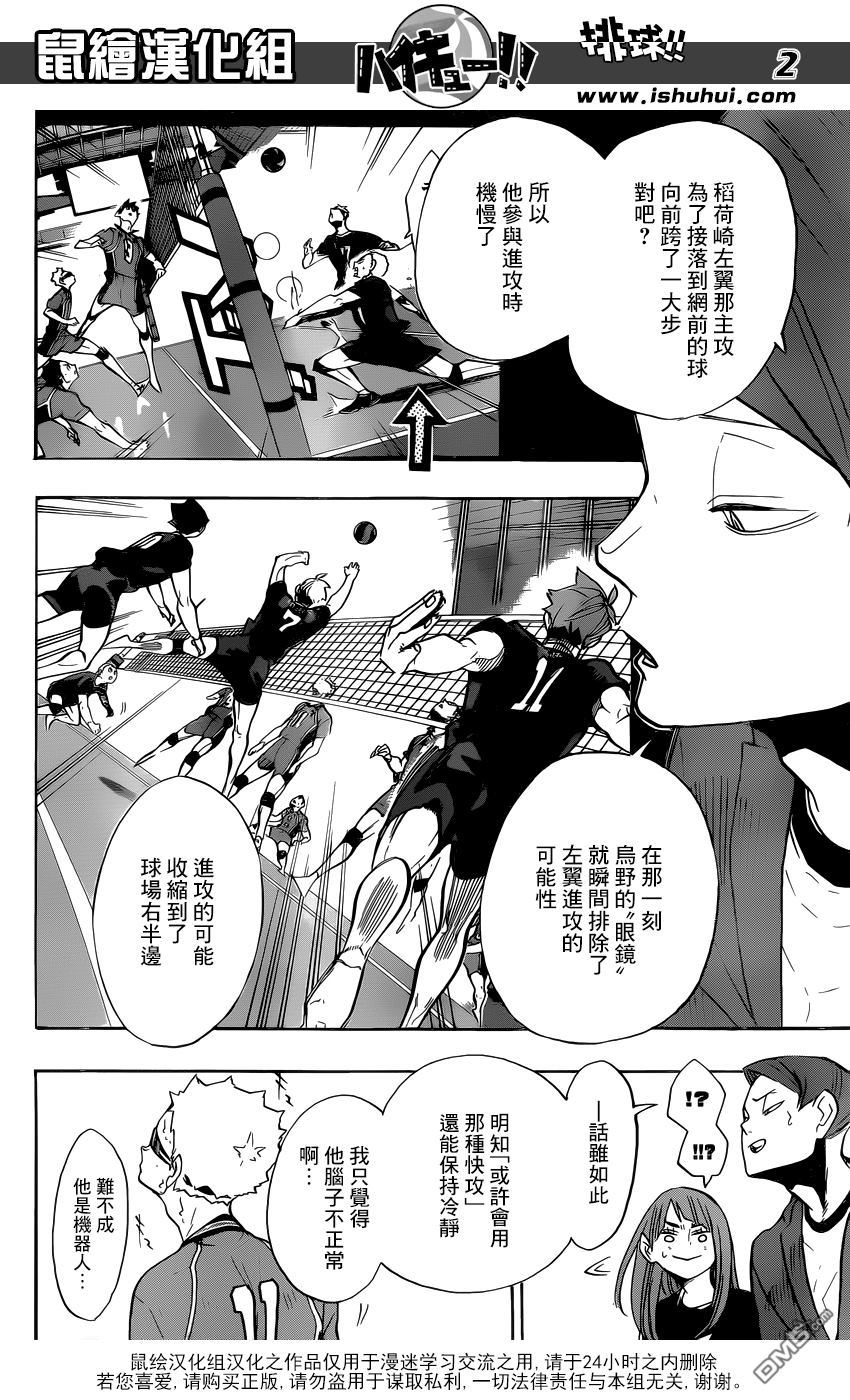 鼠繪漢化組
ハイキュー!!
排球!!
2
www.ishuhui.com
稻荷崎左翼那主攻
為了接落到網前的球
向前跨了一大步
對吧?
所以
他參與進攻時
機慢了
7
11
7
11
在那一刻
烏野的〝眼鏡〞
就瞬間排除了
左翼進攻的
可能性
進攻的可能
收縮到了
球場右半邊
!?
!!?
—話雖如此
明知「或許會用
那種快攻」
還能保持冷靜
我只覺得
他腦子不正常
啊…
難不成
他是機器人…
11
鼠绘汉化组汉化之作品仅用于漫迷学习交流之用, 请于24小时之内删除
若您喜爱, 请购买正版, 请勿用于谋取私利, 一切法律责任与本组无关, 谢谢.
DM5.com